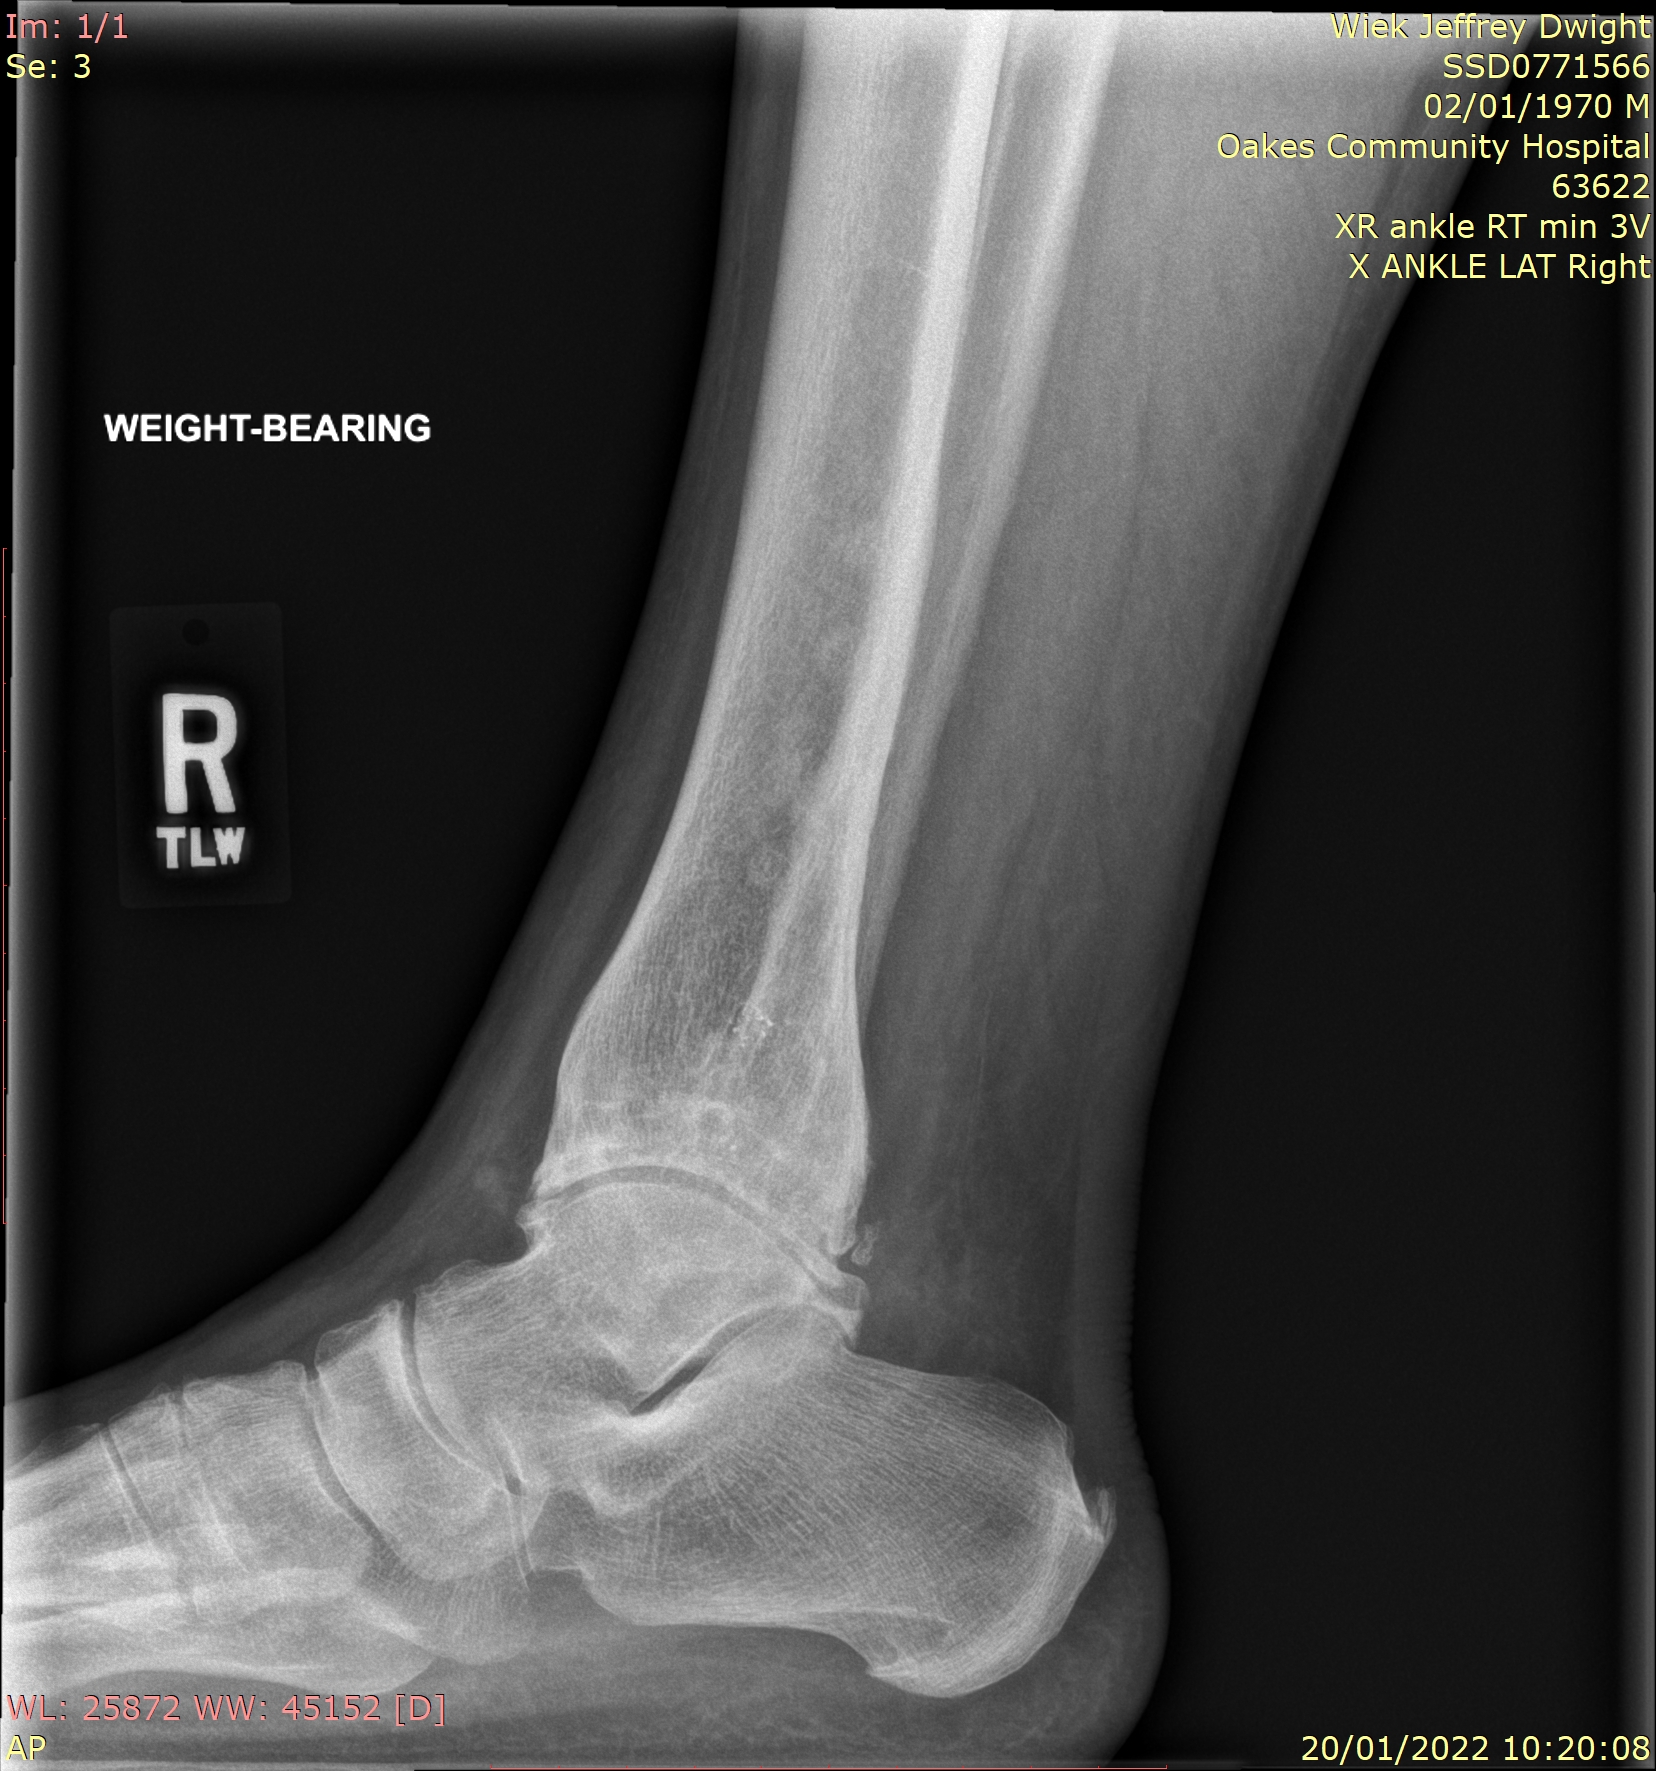 Im: 1/1
Se: 3
Wiek Jeffrey Dwight
SSD0771566
02/01/1970 M
Oakes Community Hospital
63622
XR ankle RT min 3V
X ANKLE LAT Right
WEIGHT-BEARING
R
TLW
WL: 25872 WW: 45152 [D]
AP
20/01/2022 10:20:08